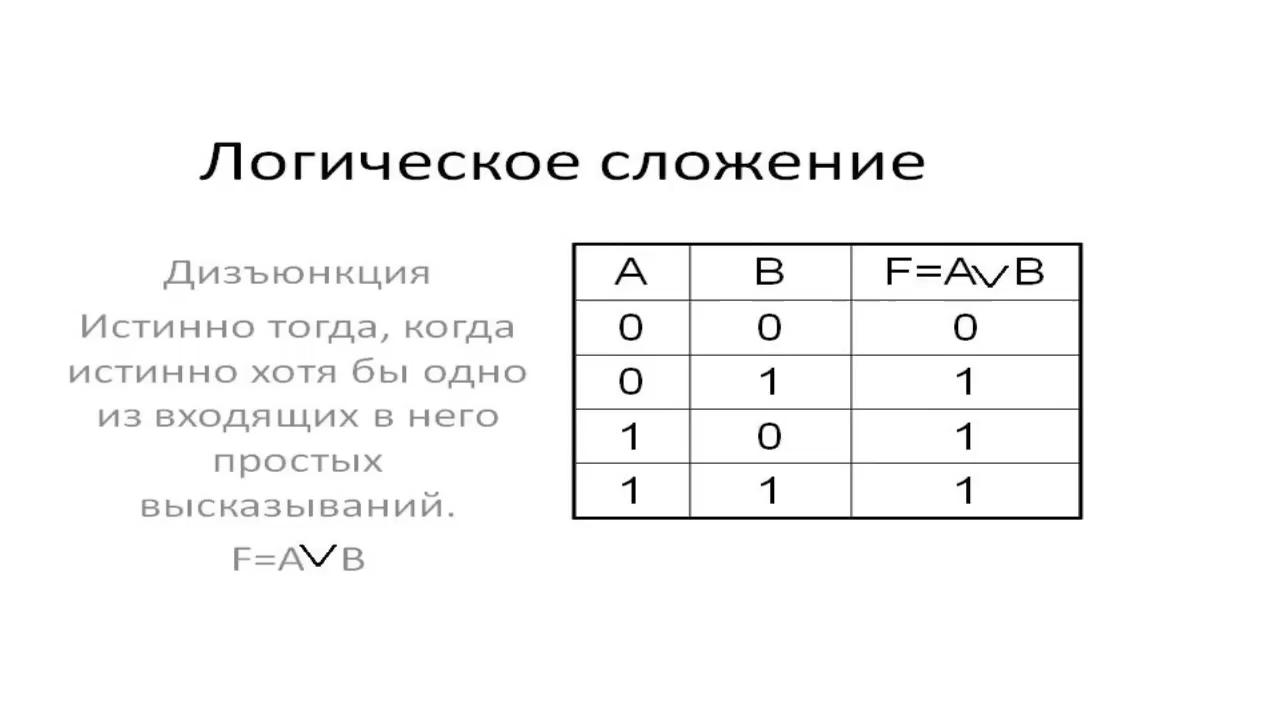 Логическое сложение
Дизъюнкция
Истинно тогда, когда
истинно хотя бы одно
из входящих в него
простых
высказываний.
F=A∨B
A B F=A∨B
0 0 0
0 1 1
1 0 1
1 1 1